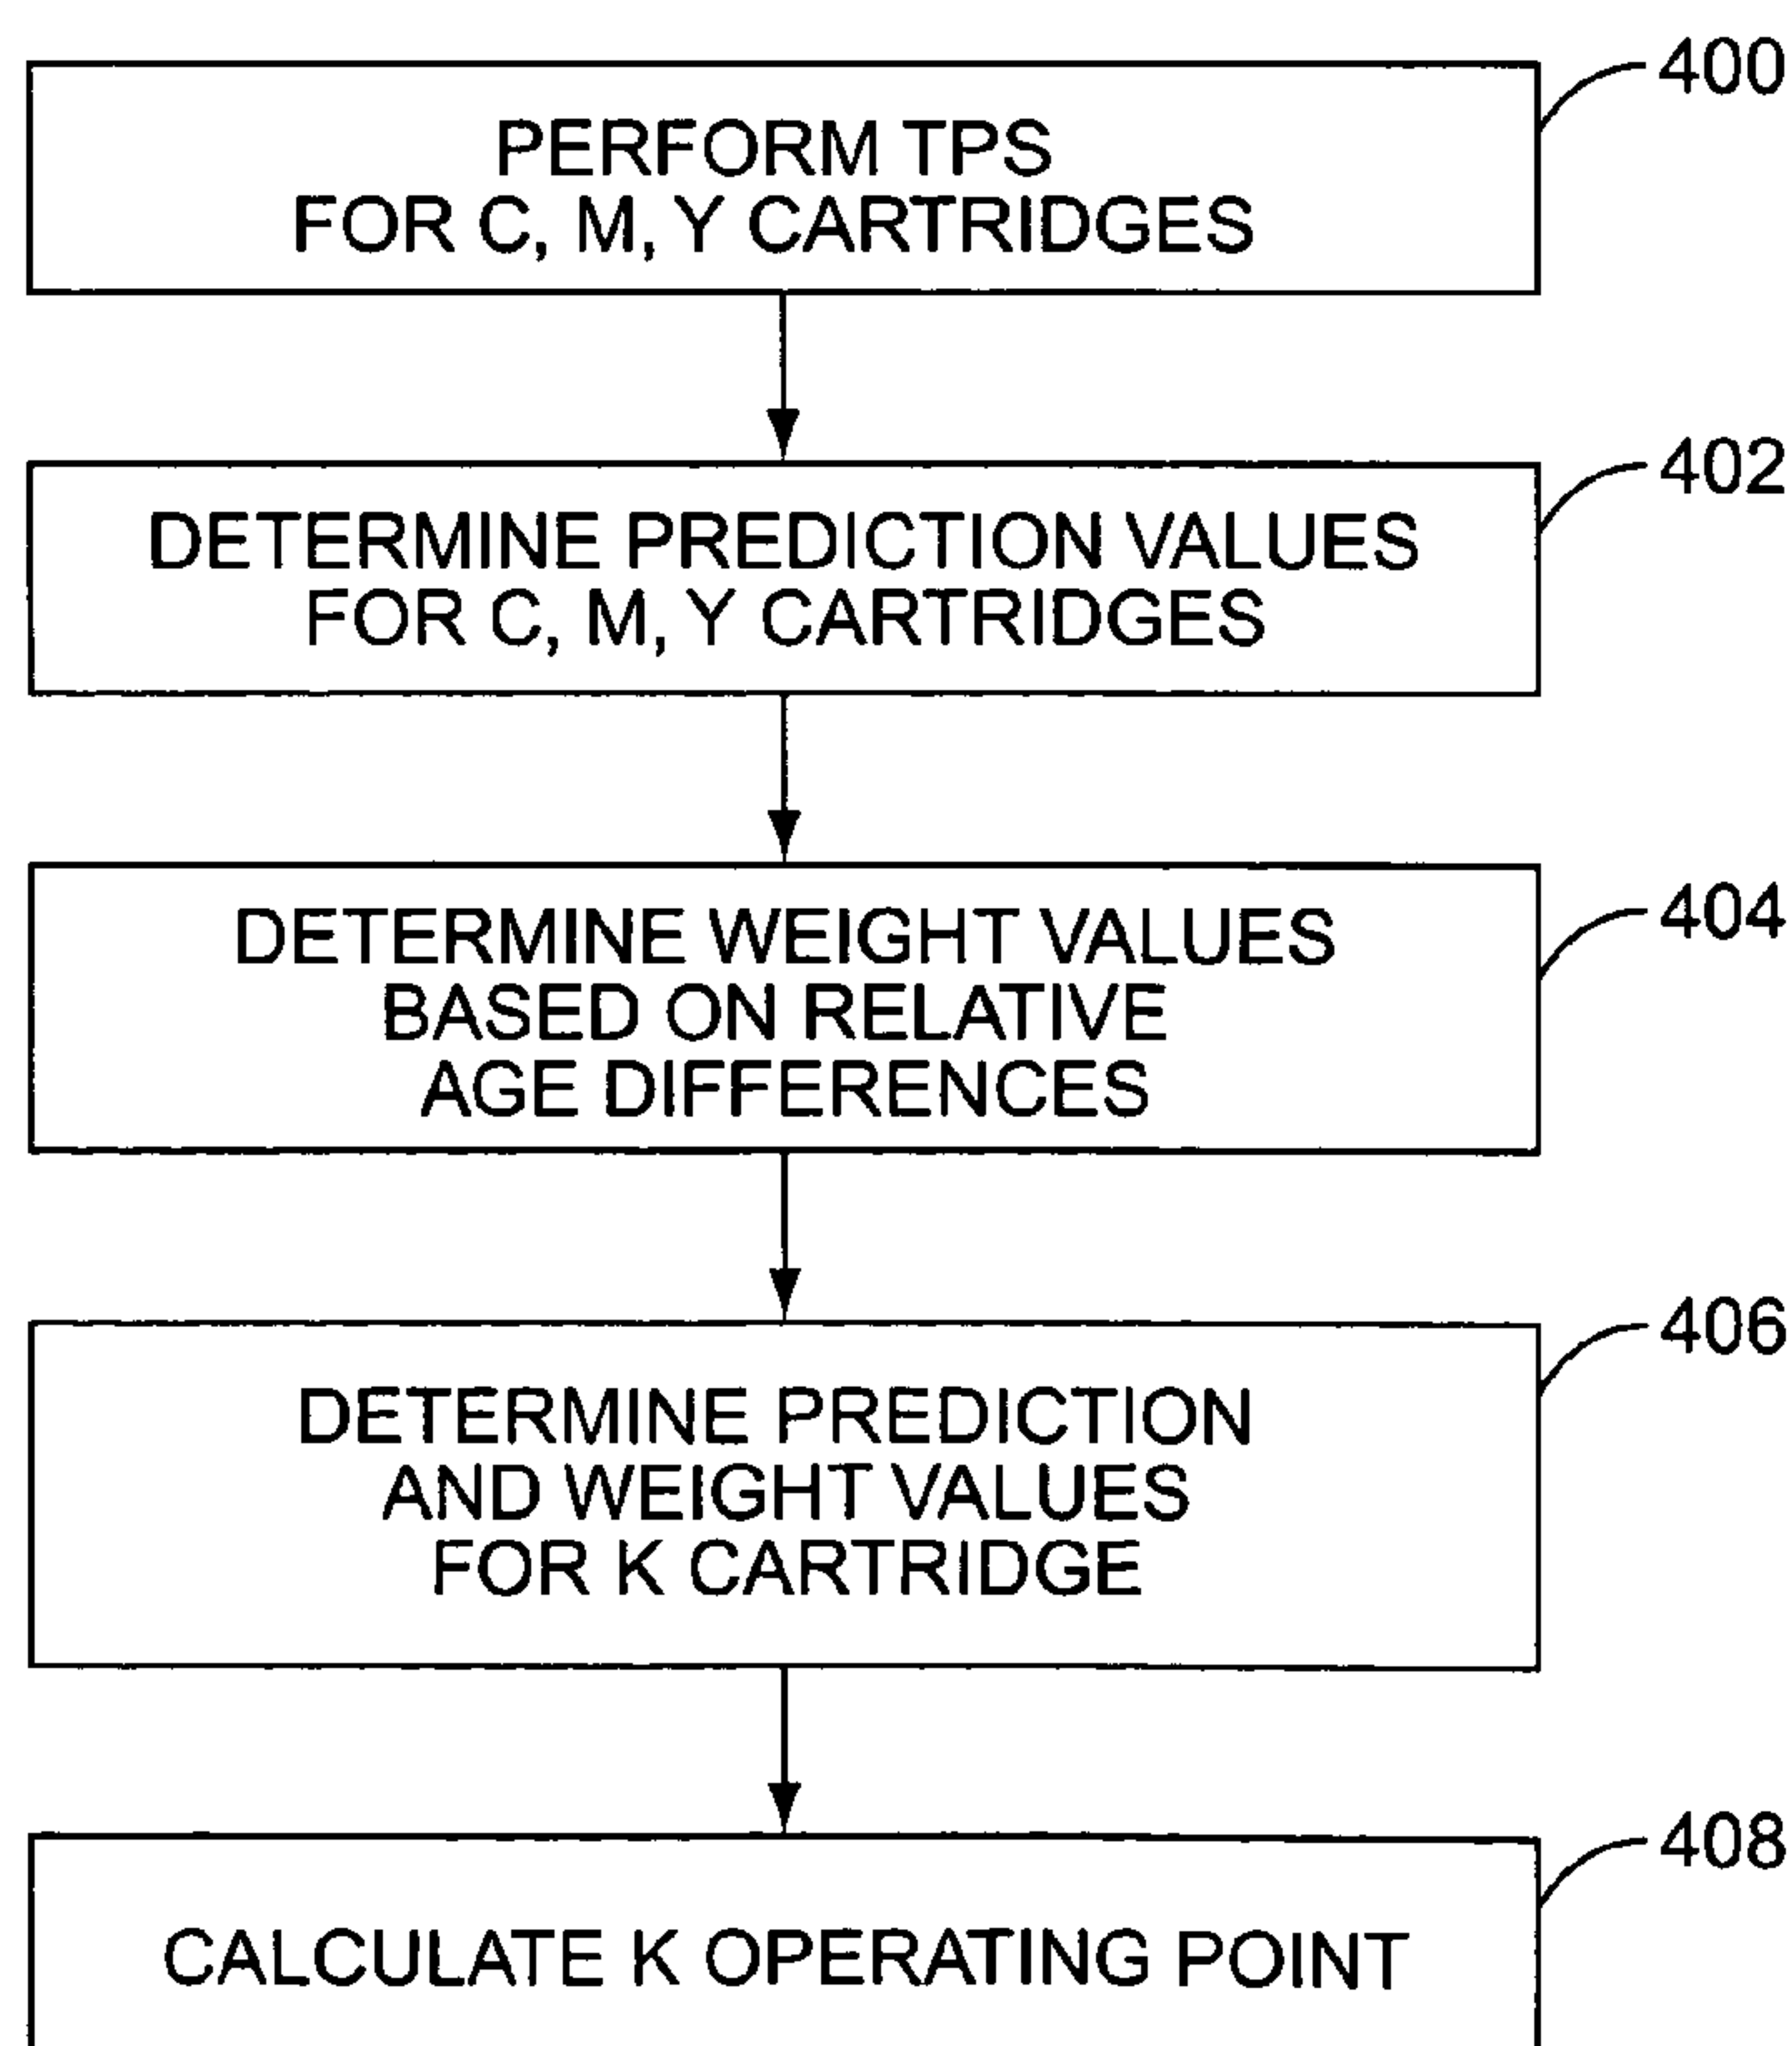 400
PERFORM TPS
FOR C, M, Y CARTRIDGES
402
DETERMINE PREDICTION VALUES
FOR C, M, Y CARTRIDGES
404
DETERMINE WEIGHT VALUES
BASED ON RELATIVE
AGE DIFFERENCES
406
DETERMINE PREDICTION
AND WEIGHT VALUES
FOR K CARTRIDGE
408
CALCULATE K OPERATING POINT